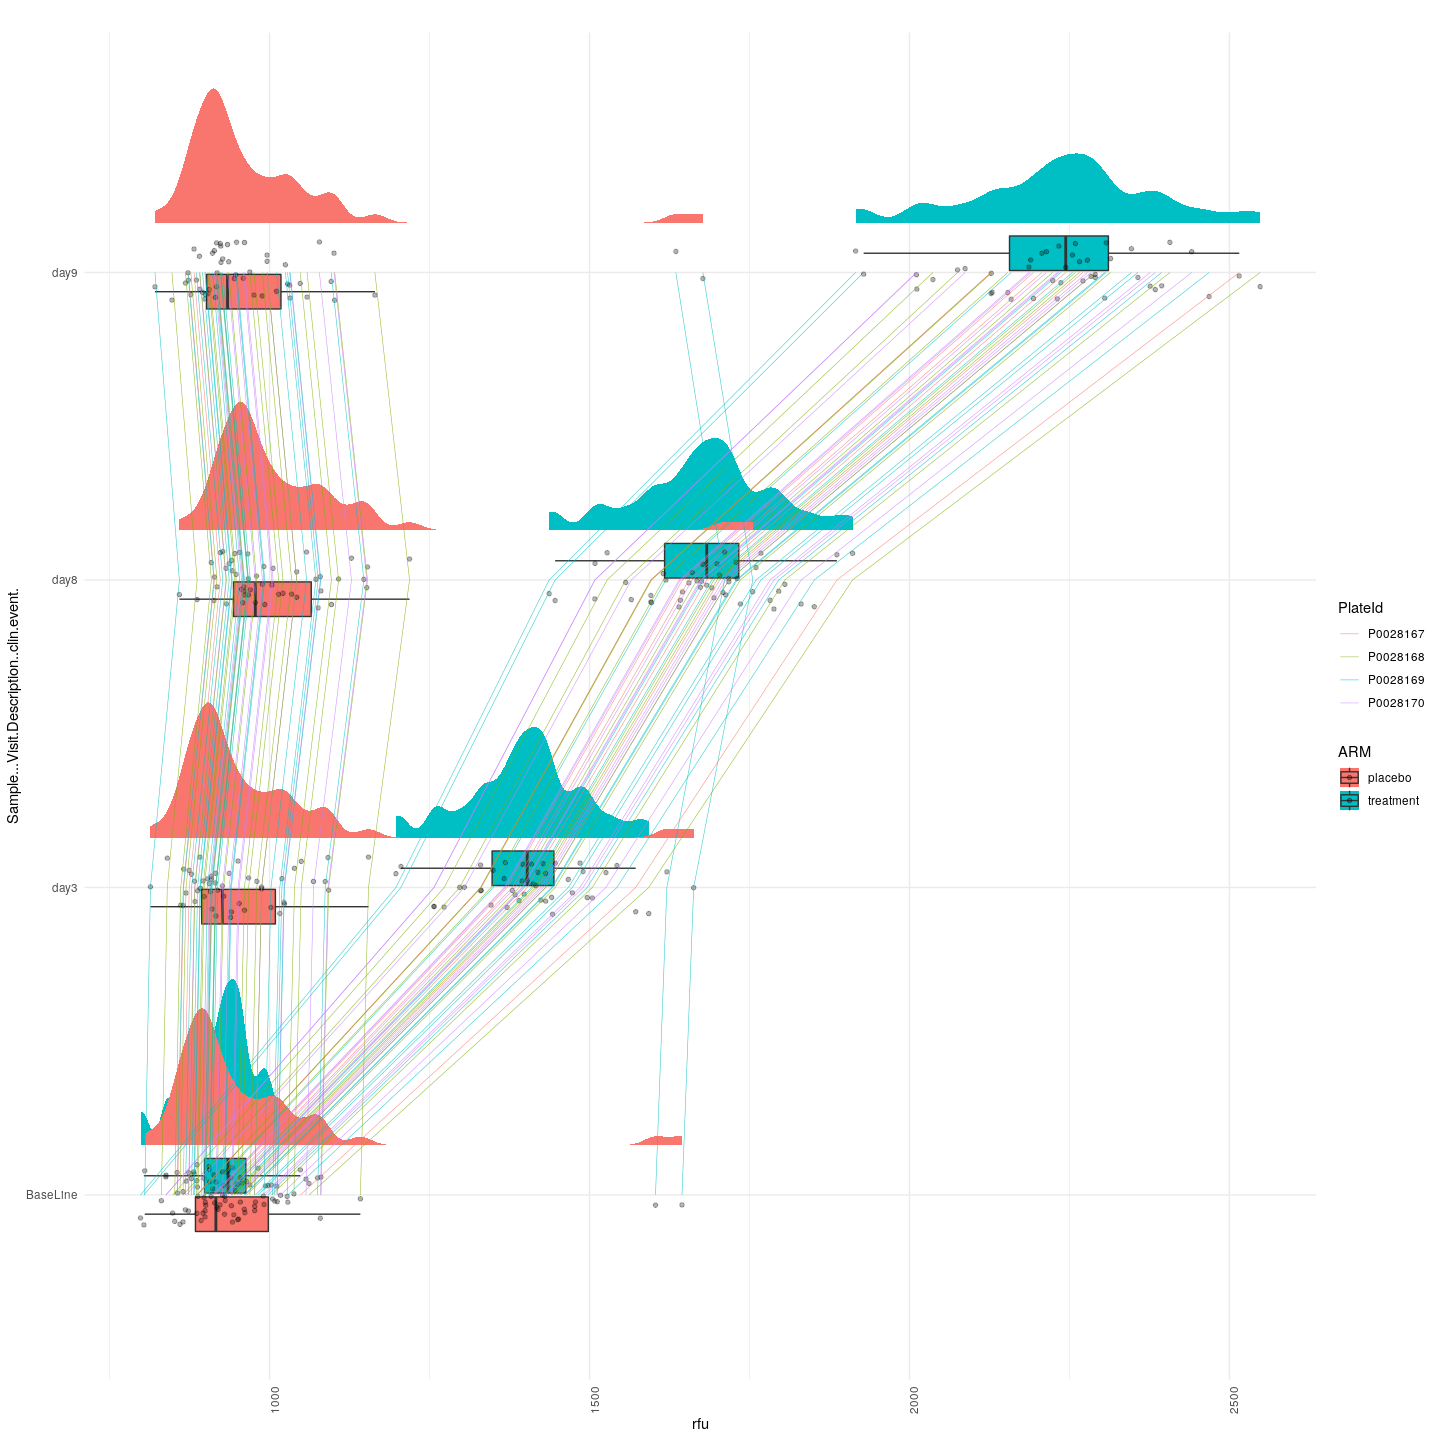 day9
day8
day3
BaseLIne
Sample...Visit.Description..clin.event.
1000
1500
2000
2500
rfu
PlateId
P0028167
P0028168
P0028169
P0028170
ARM
placebo
treatment